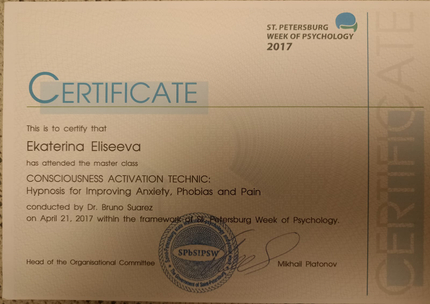 ST. PETERSBURG
WEEK OF PSYCHOLOGY
2017
CERTIFICATE
This is to certify that
Ekaterina Eliseeva
has attended the master class
CONSCIOUSNESS ACTIVATION TECHNIC:
Hypnosis for Improving Anxiety, Phobias and Pain
conducted by Dr. Bruno Suarez
on April 21, 2017 within the framework of St. Petersburg Week of Psychology.
SPbSIPSW
Head of the Organisational Committee
Mikhail Platonov
CERTIFICATE